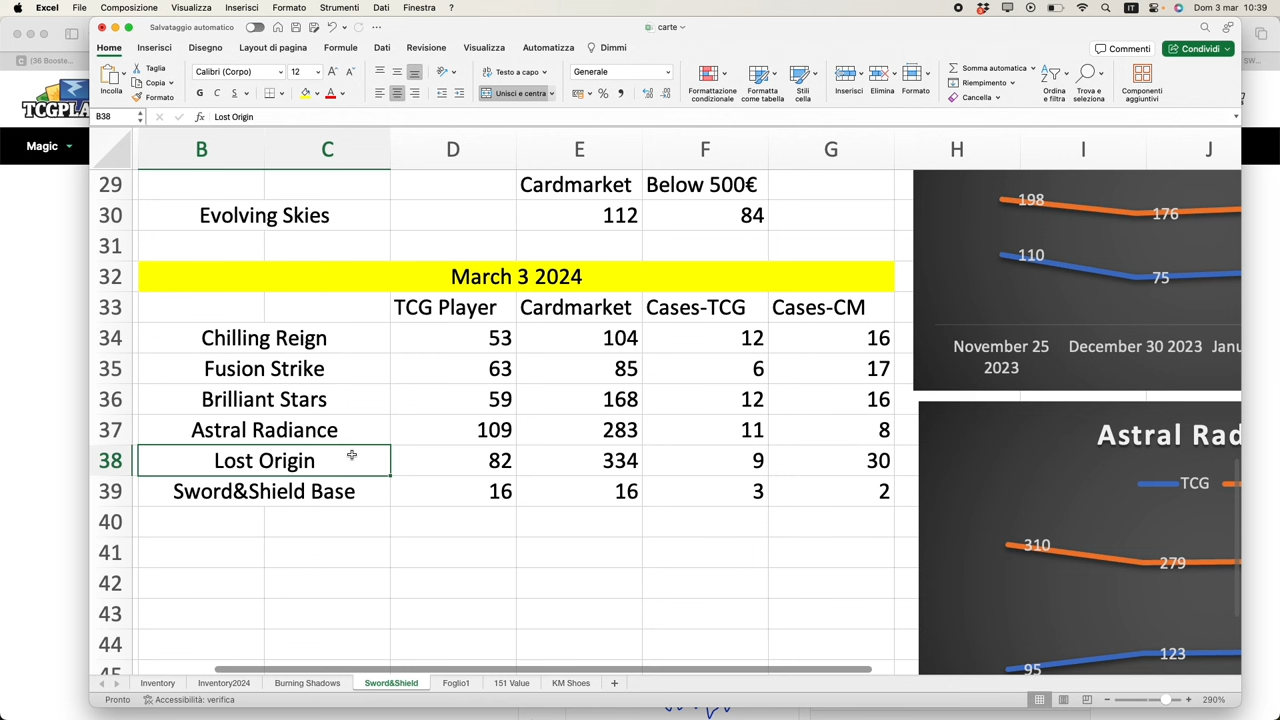 Excel File Composizione Visualizza Inserisci Formato Strumenti Dati Finestra ? IT Dom 3 mar 10:39
Salvataggio automatico carte
Home Inserisci Disegno Layout di pagina Formule Dati Revisione Visualizza Automatizza Dimmi Commenti Condividi
Incolla Taglia Copia Formato Calibri (Corpo) 12 Testo a capo Generale Formattazione condizionale Formatta come tabella Stili cella Inserisci Elimina Formato Somma automatica Riempimento Cancella Ordina e filtra Trova e seleziona Componenti aggiuntivi
G C S Unisci e centra
B38 fx Lost Origin
(36 Booste...
TCGPLA
Magic
B C D E F G H I J
29 Cardmarket Below 500€
30 Evolving Skies 112 84
31
32 March 3 2024
33 TCG Player Cardmarket Cases-TCG Cases-CM
34 Chilling Reign 53 104 12 16
35 Fusion Strike 63 85 6 17
36 Brilliant Stars 59 168 12 16
37 Astral Radiance 109 283 11 8
38 Lost Origin 82 334 9 30
39 Sword&Shield Base 16 16 3 2
40
41
42
43
44
45
198 176
110 75
November 25 2023 December 30 2023 Janu
Astral Rad
TCG
310 279
123
95
Inventory Inventory2024 Burning Shadows Sword&Shield Foglio1 151 Value KM Shoes +
Pronto Accessibilità: verifica 290%